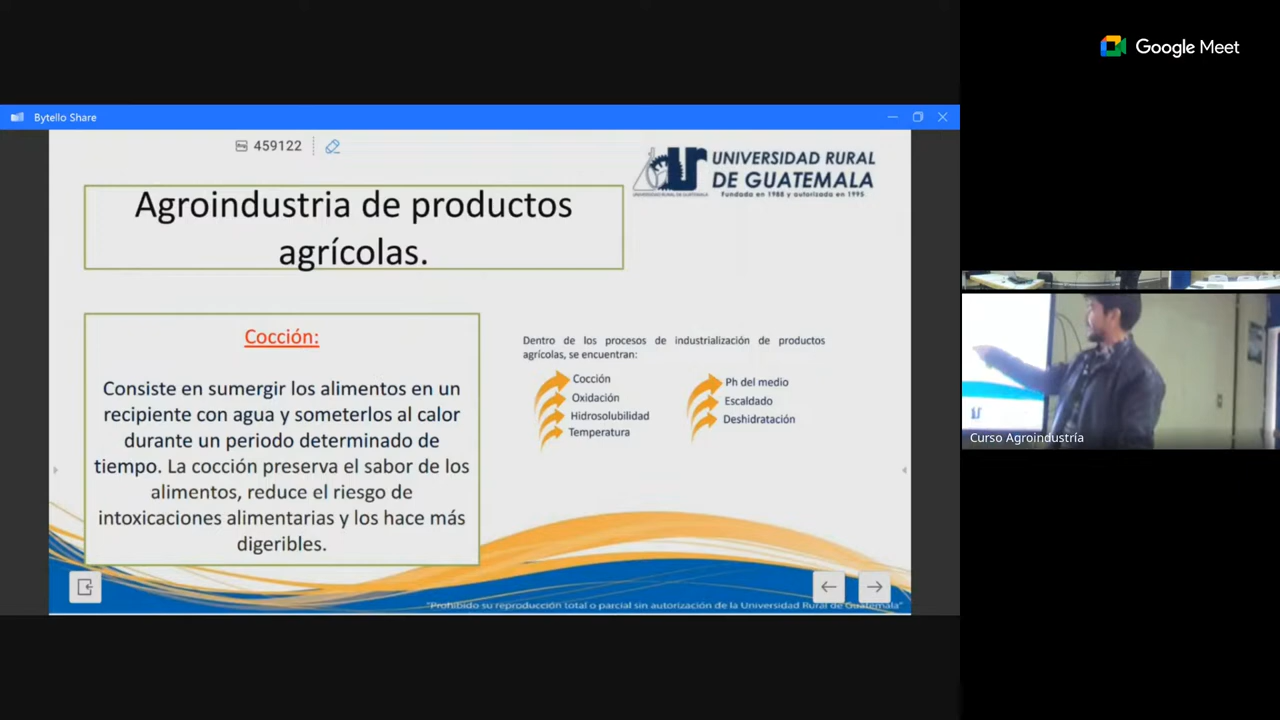 Google Meet
Bytello Share
459122
UNIVERSIDAD RURAL
DE GUATEMALA
Fundada en 1988 y autorizada en 1995
Agroindustria de productos
agrícolas.
Cocción:
Consiste en sumergir los alimentos en un
recipiente con agua y someterlos al calor
durante un periodo determinado de
tiempo. La cocción preserva el sabor de los
alimentos, reduce el riesgo de
intoxicaciones alimentarias y los hace más
digeribles.
Dentro de los procesos de industrialización de productos
agrícolas, se encuentran:
Cocción
Oxidación
Hidrosolubilidad
Temperatura
Ph del medio
Escaldado
Deshidratación
Curso Agroindustría
"Prohibido su reproducción total o parcial sin autorización de la Universidad Rural de Guatemala"